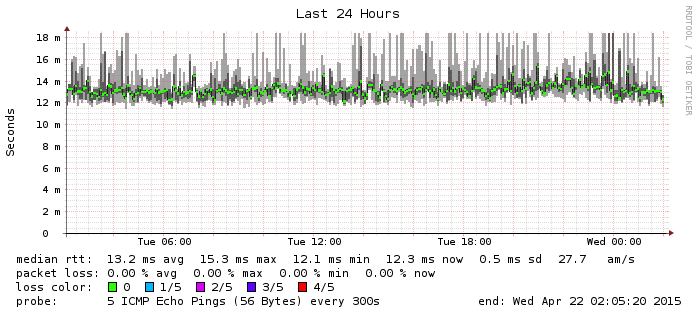 Last 24 Hours
RRDTOOL / TOBI OETIKER
Seconds
18 m
16 m
14 m
12 m
10 m
8 m
6 m
4 m
2 m
0
Tue 06:00 Tue 12:00 Tue 18:00 Wed 00:00
median rtt: 13.2 ms avg 15.3 ms max 12.1 ms min 12.3 ms now 0.5 ms sd 27.7 am/s
packet loss: 0.00 % avg 0.00 % max 0.00 % min 0.00 % now
loss color: 0 1/5 2/5 3/5 4/5
probe: 5 ICMP Echo Pings (56 Bytes) every 300s end: Wed Apr 22 02:05:20 2015